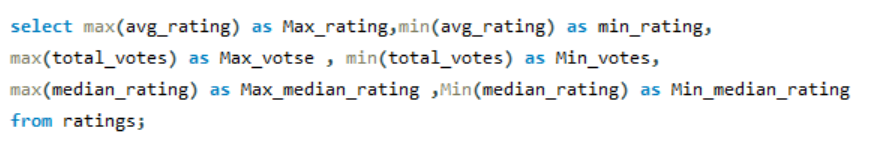 select max(avg_rating) as Max_rating,min(avg_rating) as min_rating,
max(total_votes) as Max_votse , min(total_votes) as Min_votes,
max(median_rating) as Max_median_rating ,Min(median_rating) as Min_median_rating
from ratings;